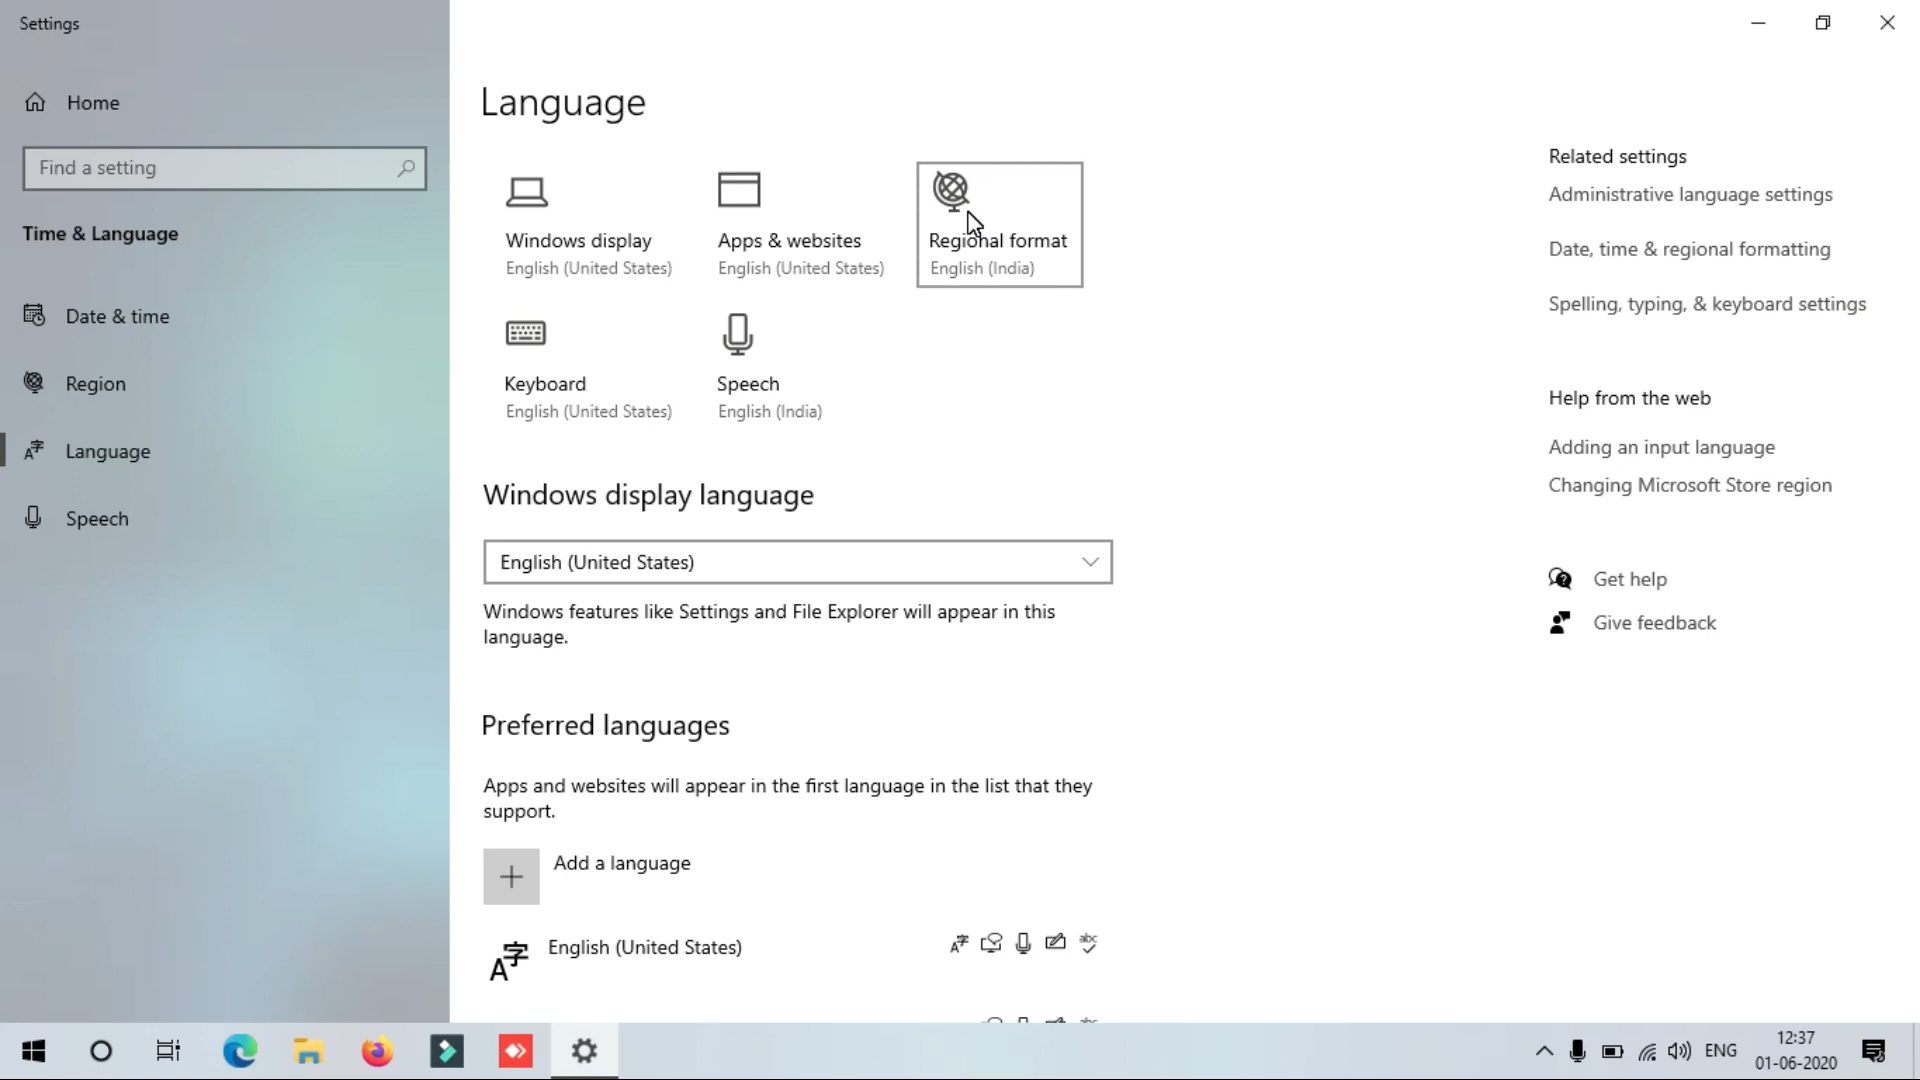 Settings
Home
Find a setting
Time & Language
Date & time
Region
Language
Speech
Language
Windows display
English (United States)
Apps & websites
English (United States)
Regional format
English (India)
Keyboard
English (United States)
Speech
English (India)
Windows display language
English (United States)
Windows features like Settings and File Explorer will appear in this
language.
Preferred languages
Apps and websites will appear in the first language in the list that they
support.
Add a language
A字 English (United States)
abc
Related settings
Administrative language settings
Date, time & regional formatting
Spelling, typing, & keyboard settings
Help from the web
Adding an input language
Changing Microsoft Store region
Get help
Give feedback
ENG
12:37
01-06-2020